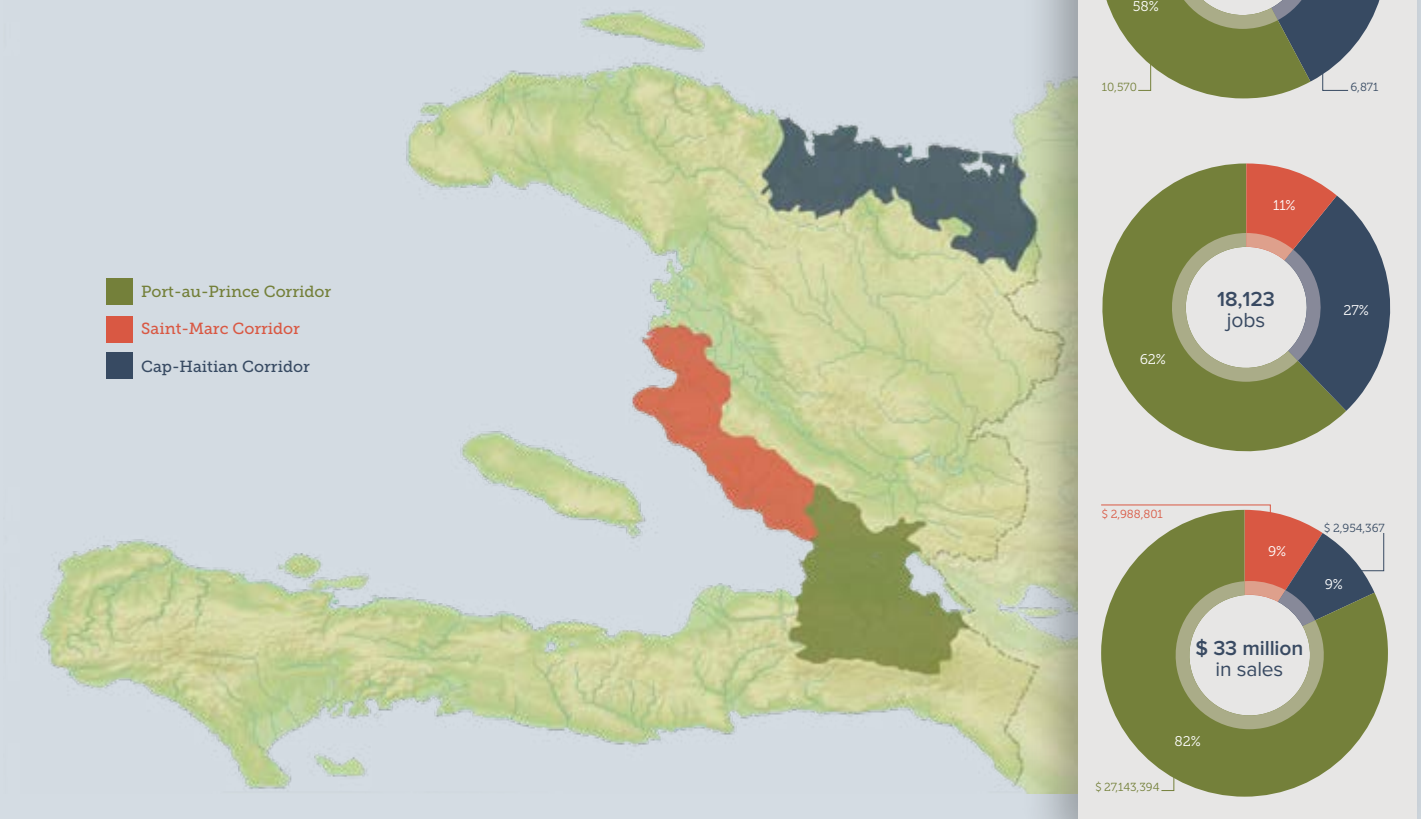 Port-au-Prince Corridor
Saint-Marc Corridor
Cap-Haitian Corridor
58%
10,570
6,871
11%
27%
62%
18,123
jobs
$ 2,988,801
$ 2,954,367
9%
9%
$ 33 million
in sales
82%
$ 27,143,394